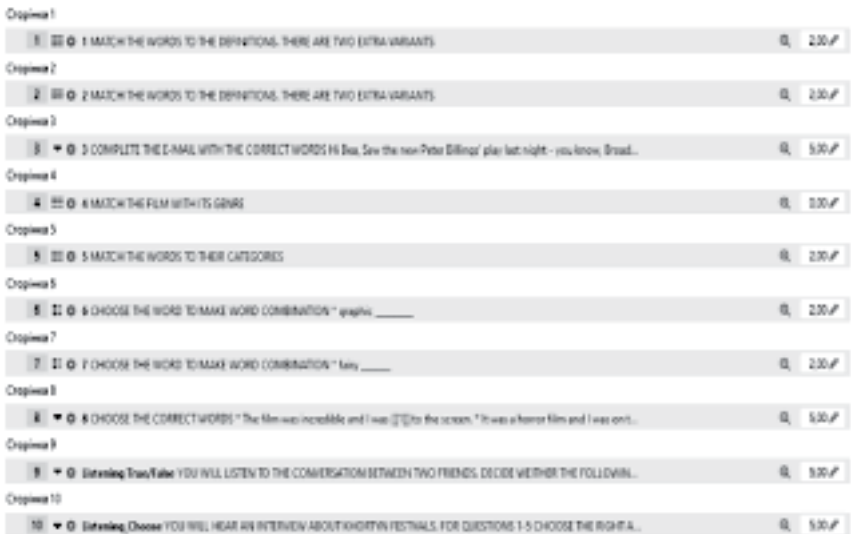 Сторінка 1
1 1 MATCH THE WORDS TO THE DEFINITIONS. THERE ARE TWO EXTRA VARIANTS 2,00
Сторінка 2
2 2 MATCH THE WORDS TO THE DEFINITIONS. THERE ARE TWO EXTRA VARIANTS 2,00
Сторінка 3
3 3 COMPLETE THE E-MAIL WITH THE CORRECT WORDS Hi Bea, Saw the new Peter Billings' play last night - you know, Broad... 5,00
Сторінка 4
4 4 MATCH THE FILM WITH ITS GENRE
Сторінка 5
5 5 MATCH THE WORDS TO THEIR CATEGORIES 2,00
Сторінка 6
6 6 CHOOSE THE WORD TO MAKE WORD COMBINATION * graphic ______ 2,00
Сторінка 7
7 7 CHOOSE THE WORD TO MAKE WORD COMBINATION * fairy _____ 2,00
Сторінка 8
8 8 CHOOSE THE CORRECT WORDS * The film was incredible and I was [[1]] to the screen. * It was a horror film and I was on t... 5,00
Сторінка 9
9 Listening True/False YOU WILL LISTEN TO THE CONVERSATION BETWEEN TWO FRIENDS. DECIDE WEITHER THE FOLLOWIN... 5,00
Сторінка 10
10 Listening_Choose YOU WILL HEAR AN INTERVIEW ABOUT KHORTYN FESTIVALS. FOR QUESTIONS 1-5 CHOOSE THE RIGHT A... 5,00